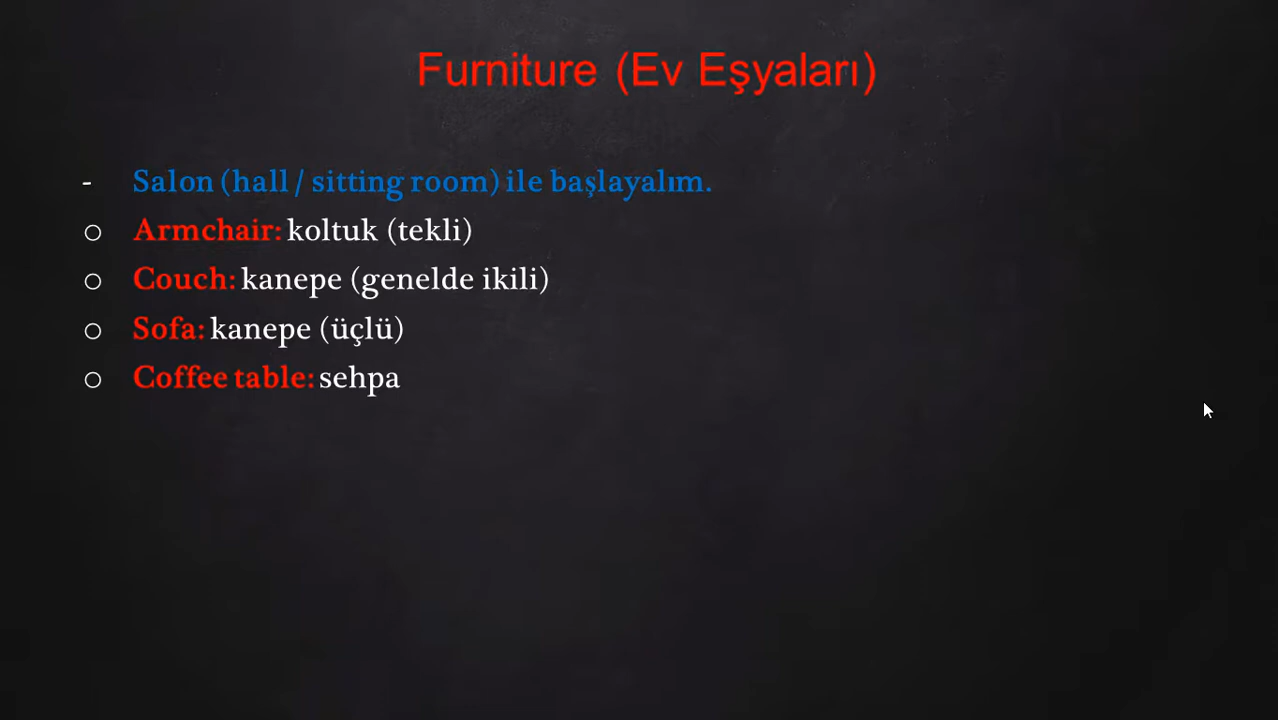 Furniture (Ev Eşyaları)
- Salon (hall / sitting room) ile başlayalım.
o Armchair: koltuk (tekli)
o Couch: kanepe (genelde ikili)
o Sofa: kanepe (üçlü)
o Coffee table: sehpa